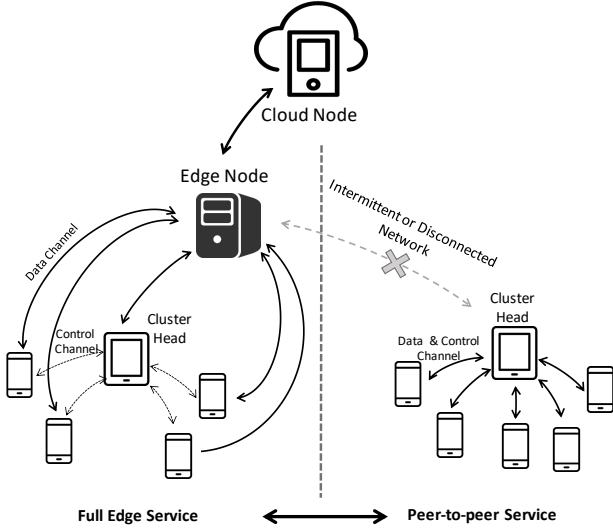 Cloud Node
Edge Node
Intermittent or Disconnected
Network
Data Channel
Cluster
Head
Control
Channel
Cluster
Head
Data & Control
Channel
Full Edge Service
Peer-to-peer Service